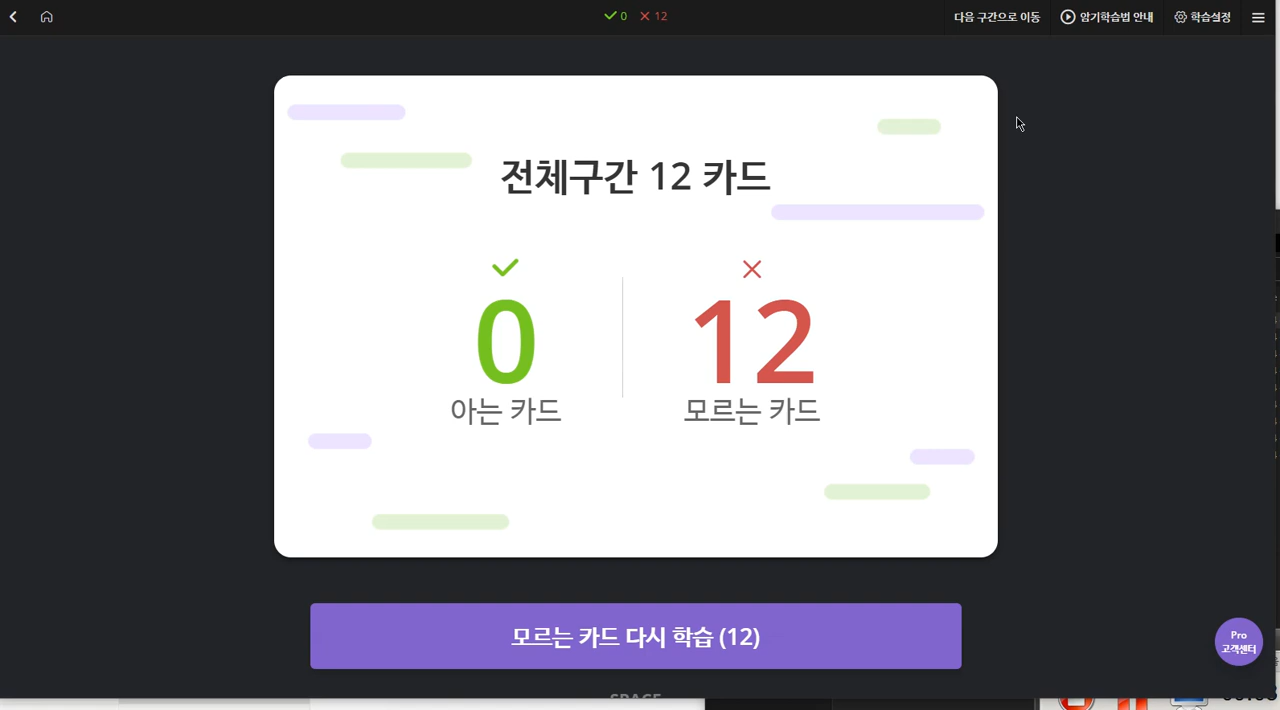 0 12 다음 구간으로 이동 암기학습법 안내 학습설정
전체구간 12 카드
0 12
아는 카드 모르는 카드
모르는 카드 다시 학습 (12)
Pro
고객센터
SPACE